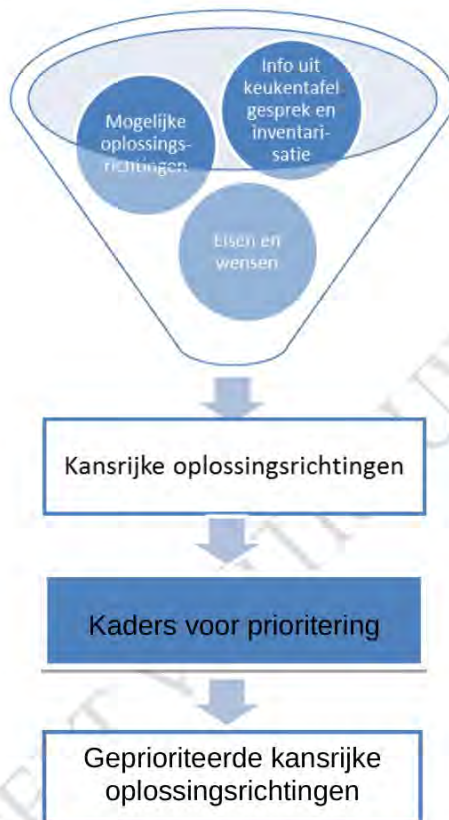 Info uit
keukentafel
gesprek en
inventari-
satie
Mogelijke
oplossings-
richtingen
Eisen en
wensen
Kansrijke oplossingsrichtingen
Kaders voor prioritering
Geprioriteerde kansrijke
oplossingsrichtingen